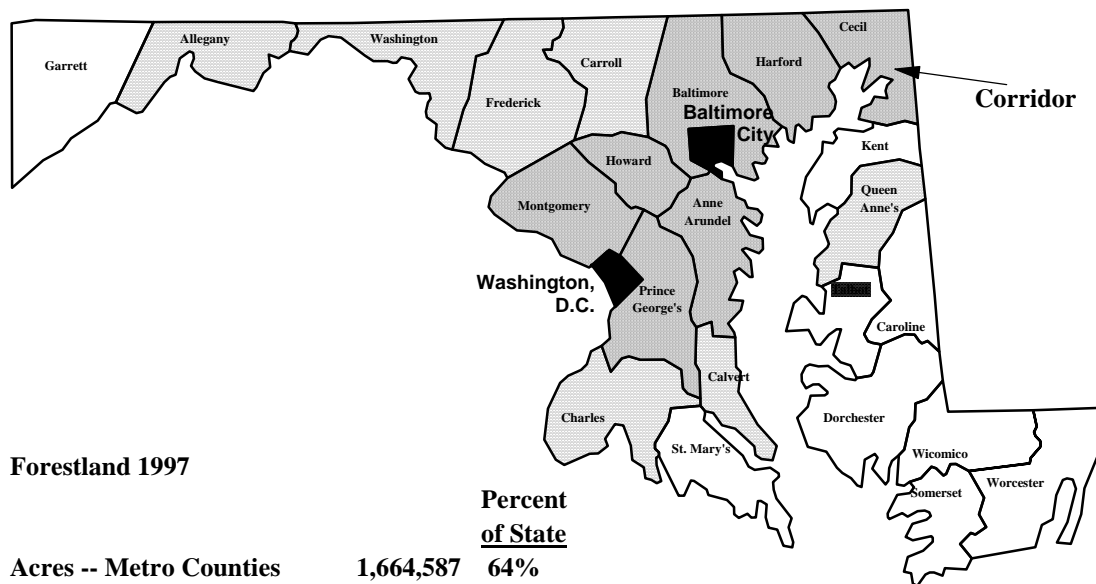 Garrett
Allegany
Washington
Frederick
Carroll
Baltimore
Baltimore
City
Harford
Cecil
Corridor
Kent
Howard
Montgomery
Anne
Arundel
Queen
Anne's
Washington,
D.C.
Prince
George's
Talbot
Caroline
Calvert
Charles
St. Mary's
Dorchester
Wicomico
Somerset
Worcester
Forestland 1997
Percent
of State
Acres -- Metro Counties 1,664,587 64%